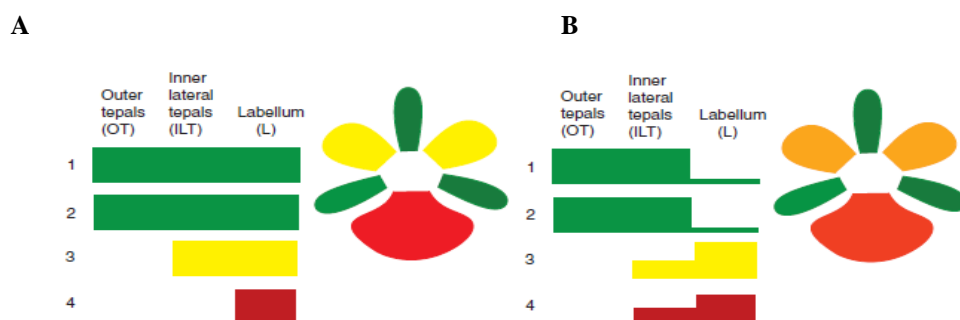 A
B
Outer
tepals
(OT)
Inner
lateral
tepals
(ILT)
Labellum
(L)
1
2
3
4
Outer
tepals
(OT)
Inner
lateral
tepals
(ILT)
Labellum
(L)
1
2
3
4